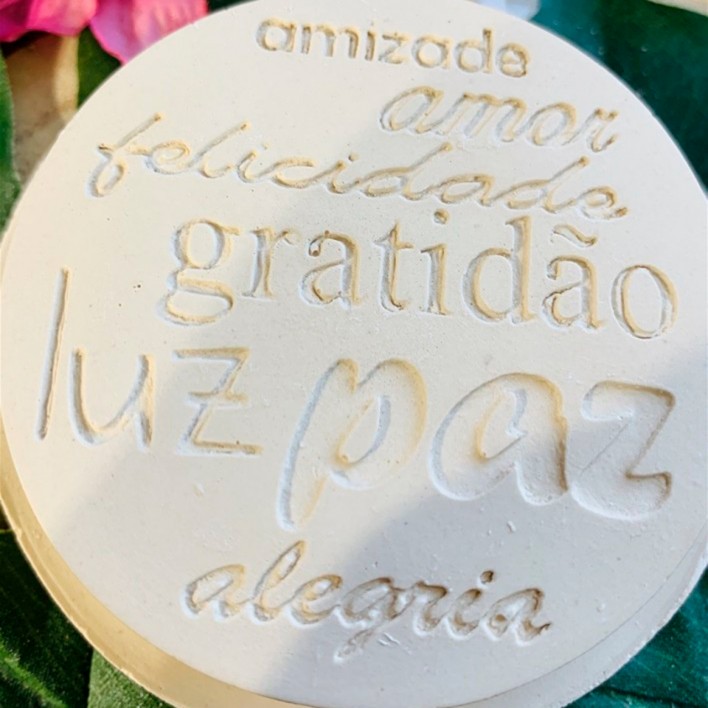 amizade
amor
felicidade
gratidão
luz paz
alegria